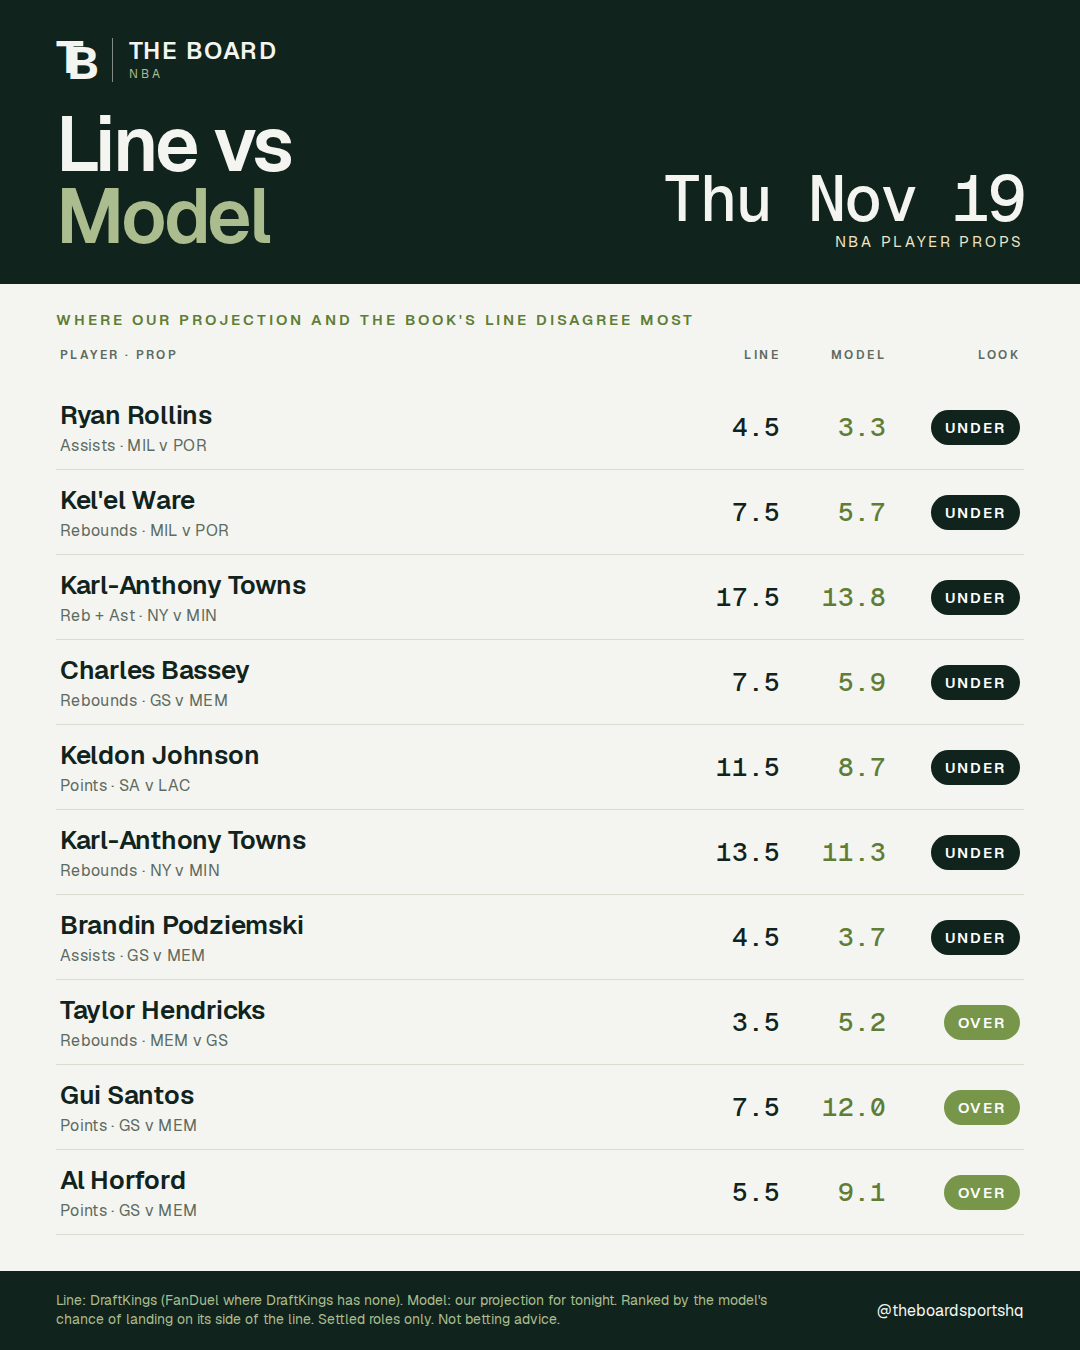 TB
THE BOARD
NBA
Line vs
Model
Thu Nov 19
NBA PLAYER PROPS
WHERE OUR PROJECTION AND THE BOOK'S LINE DISAGREE MOST
PLAYER · PROP LINE MODEL LOOK
Ryan Rollins
Assists · MIL v POR
4.5 3.3 UNDER
Kel'el Ware
Rebounds · MIL v POR
7.5 5.7 UNDER
Karl-Anthony Towns
Reb + Ast · NY v MIN
17.5 13.8 UNDER
Charles Bassey
Rebounds · GS v MEM
7.5 5.9 UNDER
Keldon Johnson
Points · SA v LAC
11.5 8.7 UNDER
Karl-Anthony Towns
Rebounds · NY v MIN
13.5 11.3 UNDER
Brandin Podziemski
Assists · GS v MEM
4.5 3.7 UNDER
Taylor Hendricks
Rebounds · MEM v GS
3.5 5.2 OVER
Gui Santos
Points · GS v MEM
7.5 12.0 OVER
Al Horford
Points · GS v MEM
5.5 9.1 OVER
Line: DraftKings (FanDuel where DraftKings has none). Model: our projection for tonight. Ranked by the model's
chance of landing on its side of the line. Settled roles only. Not betting advice.
@theboardsportshq